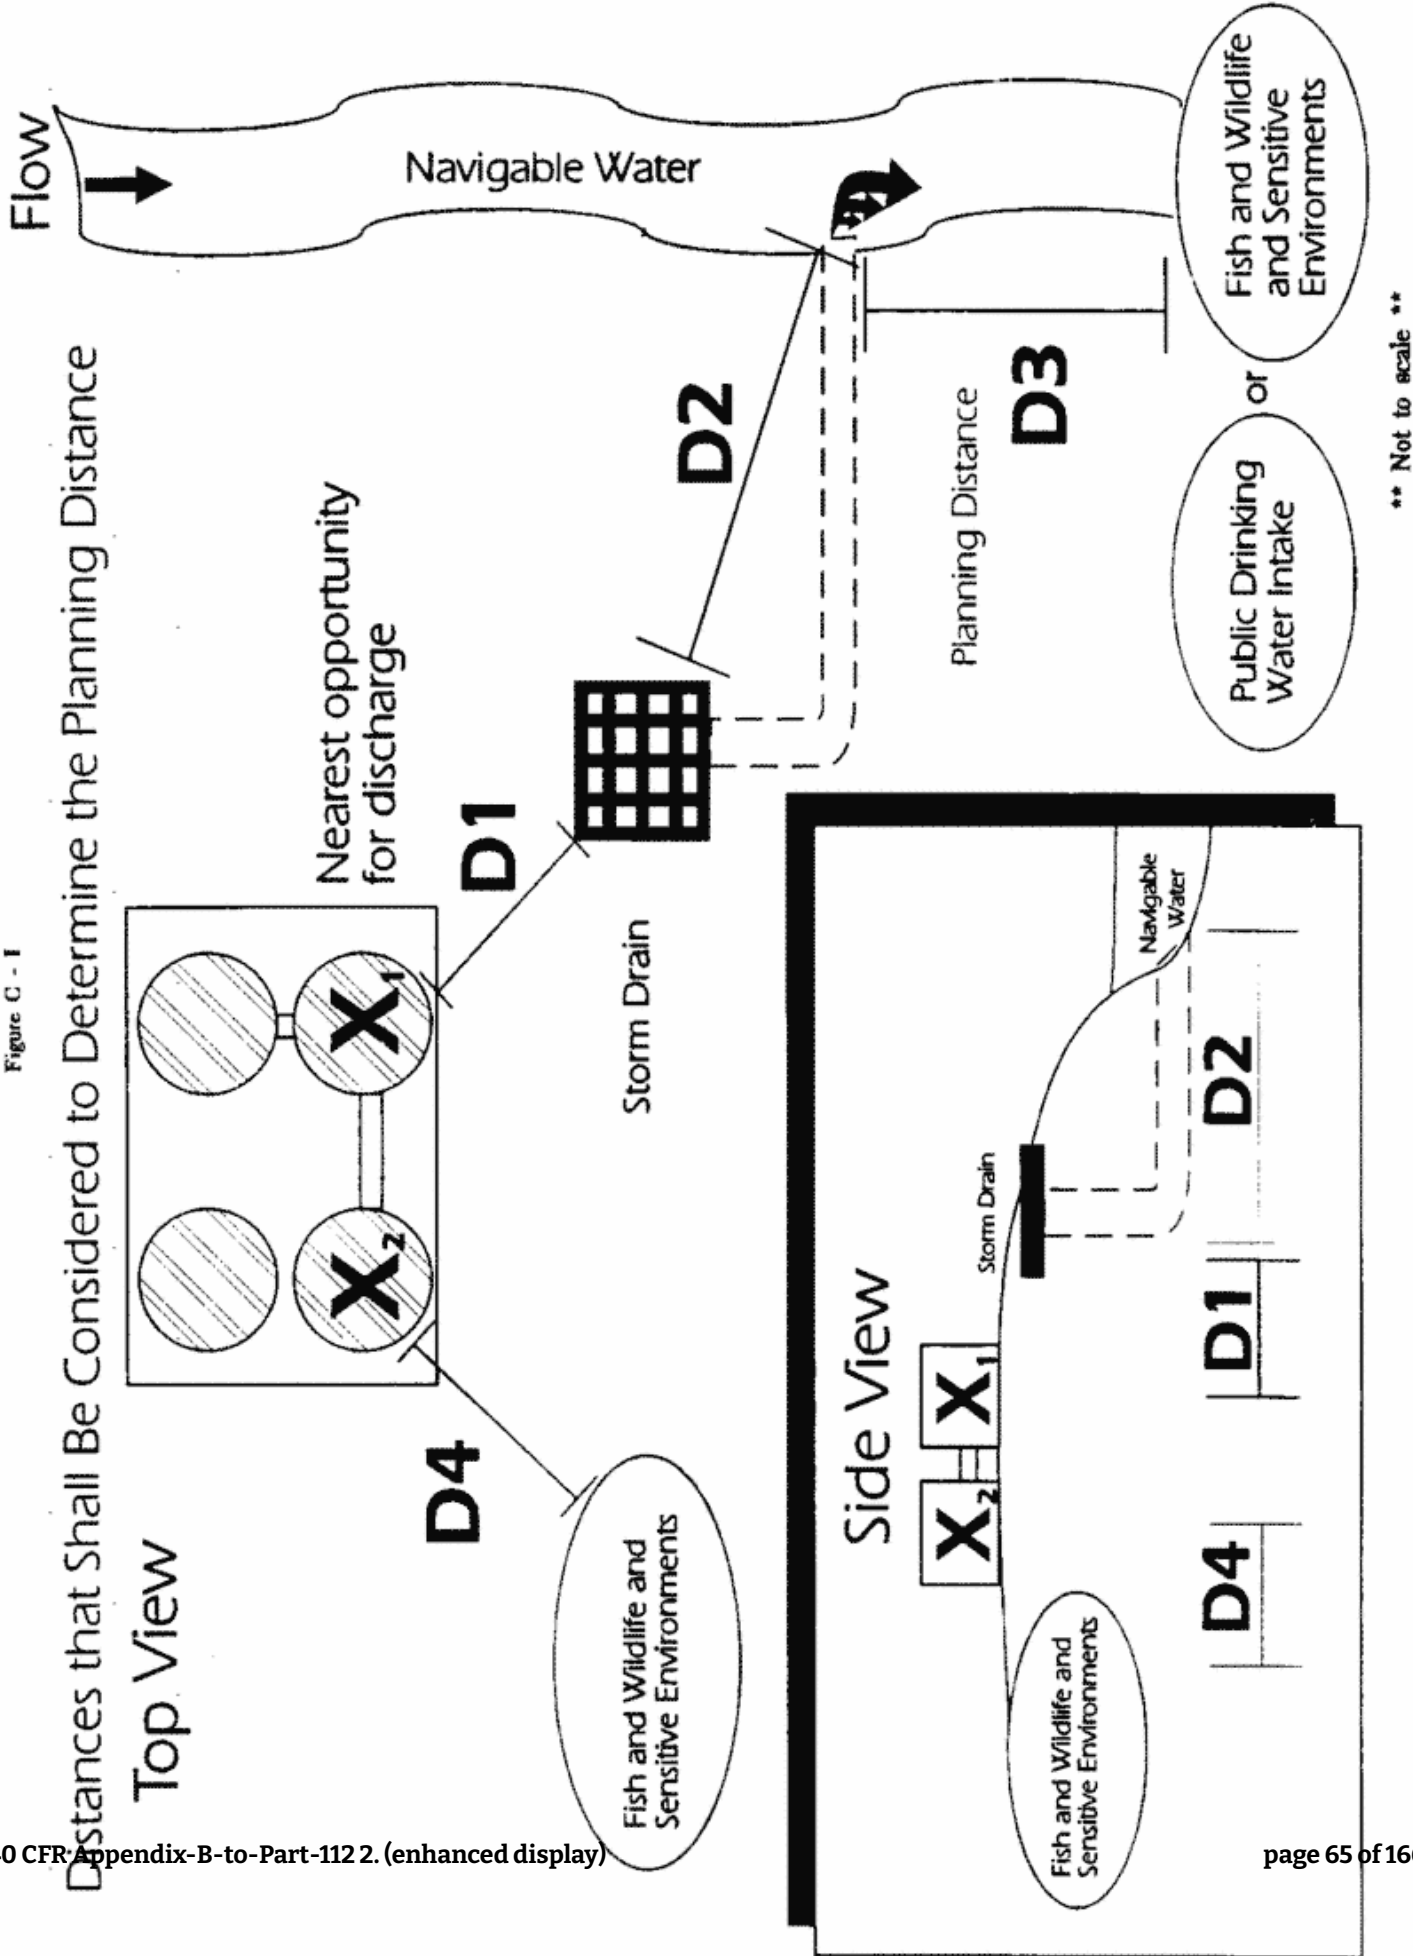 Figure C - I
Distances that Shall Be Considered to Determine the Planning Distance
Top View
Flow
Navigable Water
Nearest opportunity
for discharge
X1
X2
D1
D2
D4
Storm Drain
Fish and Wildlife and
Sensitive Environments
Planning Distance
D3
Public Drinking
Water Intake
or
Fish and Wildlife
and Sensitive
Environments
** Not to scale **
Side View
X2
X1
Storm Drain
Navigable
Water
Fish and Wildlife and
Sensitive Environments
D4
D1
D2
0 CFR Appendix-B-to-Part-112 2. (enhanced display)
page 65 of